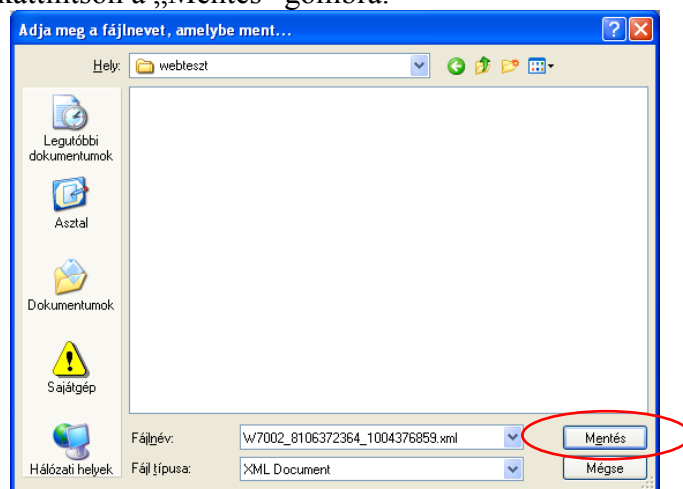 kattintson a „Mentés” gombra.
Adja meg a fájlnevet, amelybe ment...
Hely:
webteszt
Legutóbbi
dokumentumok
Asztal
Dokumentumok
Sajátgép
Hálózati helyek
Fájlnév:
W7002_8106372364_1004376859.xml
Mentés
Fájl típusa:
XML Document
Mégse